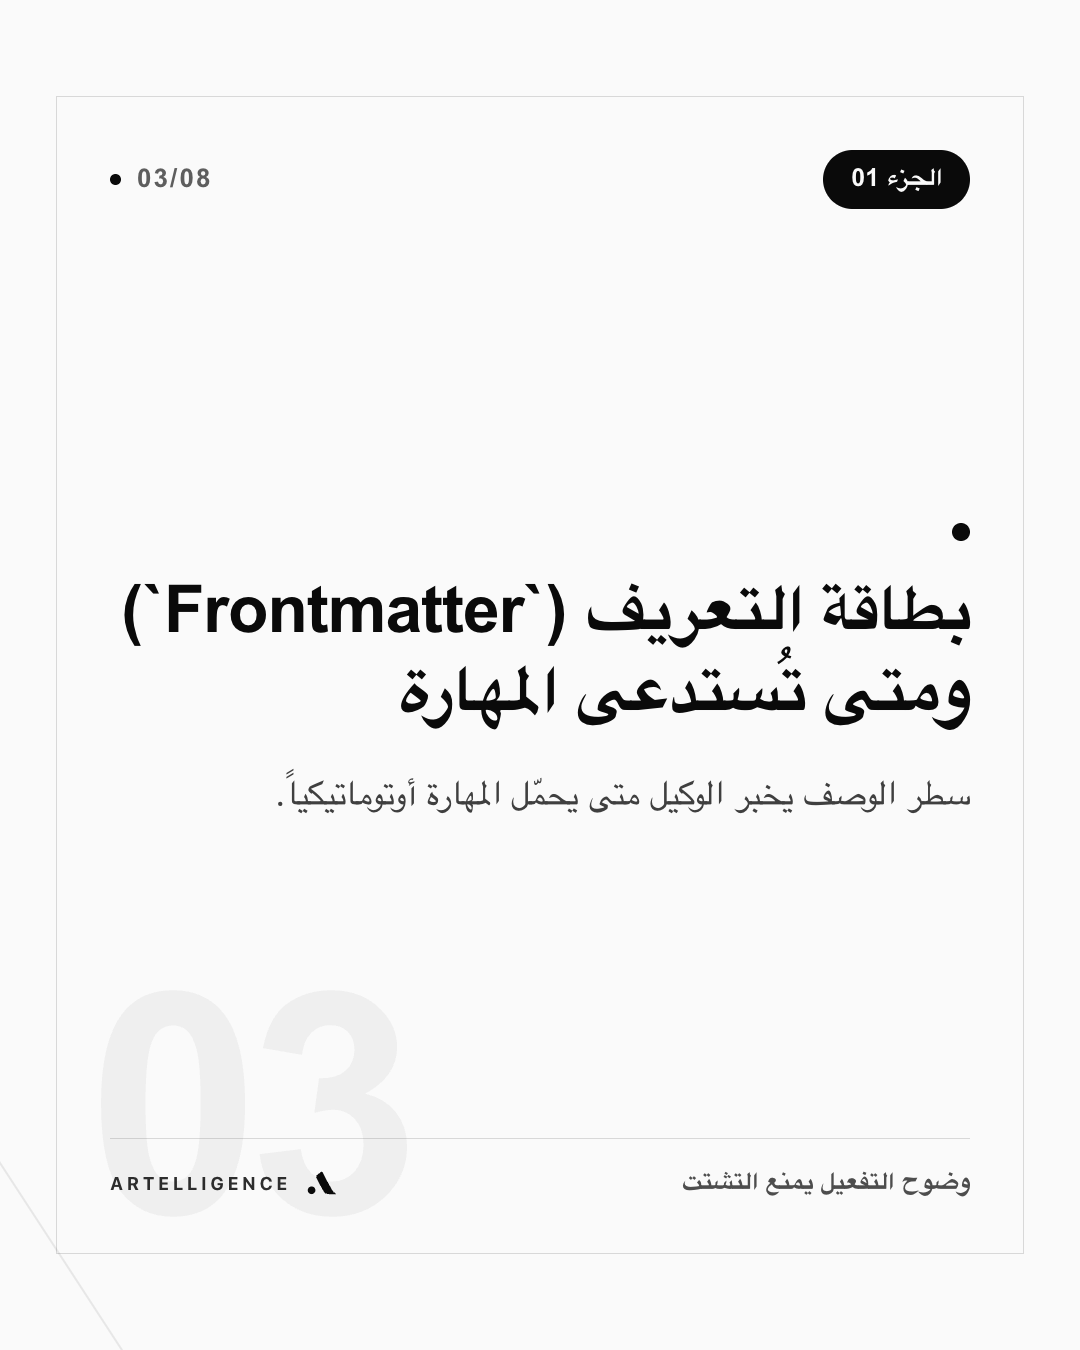 الجزء 01
03/08
بطاقة التعريف (`Frontmatter`)
ومتى تُستدعى المهارة
سطر الوصف يخبر الوكيل متى يحمّل المهارة أوتوماتيكياً.
03
وضوح التفعيل يمنع التشتت
ARTELLIGENCE